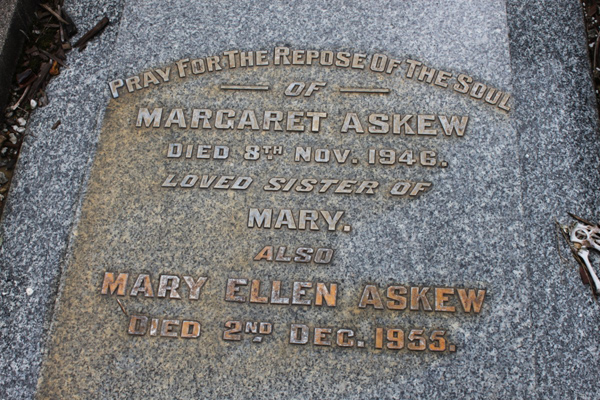 PRAY FOR THE REPOSE OF THE SOUL
OF
MARGARET ASKEW
DIED 8TH NOV. 1946.
LOVED SISTER OF
MARY.
ALSO
MARY ELLEN ASKEW
DIED 2ND DEC. 1955.